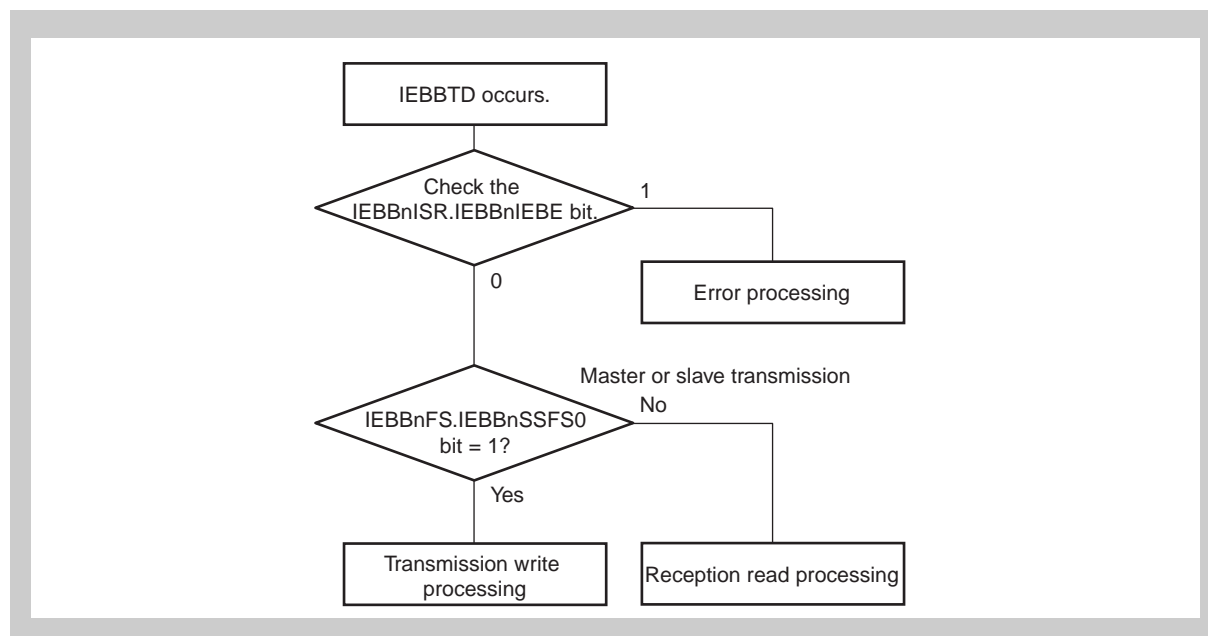 IEBBTD occurs.
Check the
IEBBnISR.IEBBnIEBE bit.
1
0
Error processing
Master or slave transmission
IEBBnFS.IEBBnSSFS0
bit = 1?
No
Yes
Transmission write
processing
Reception read processing